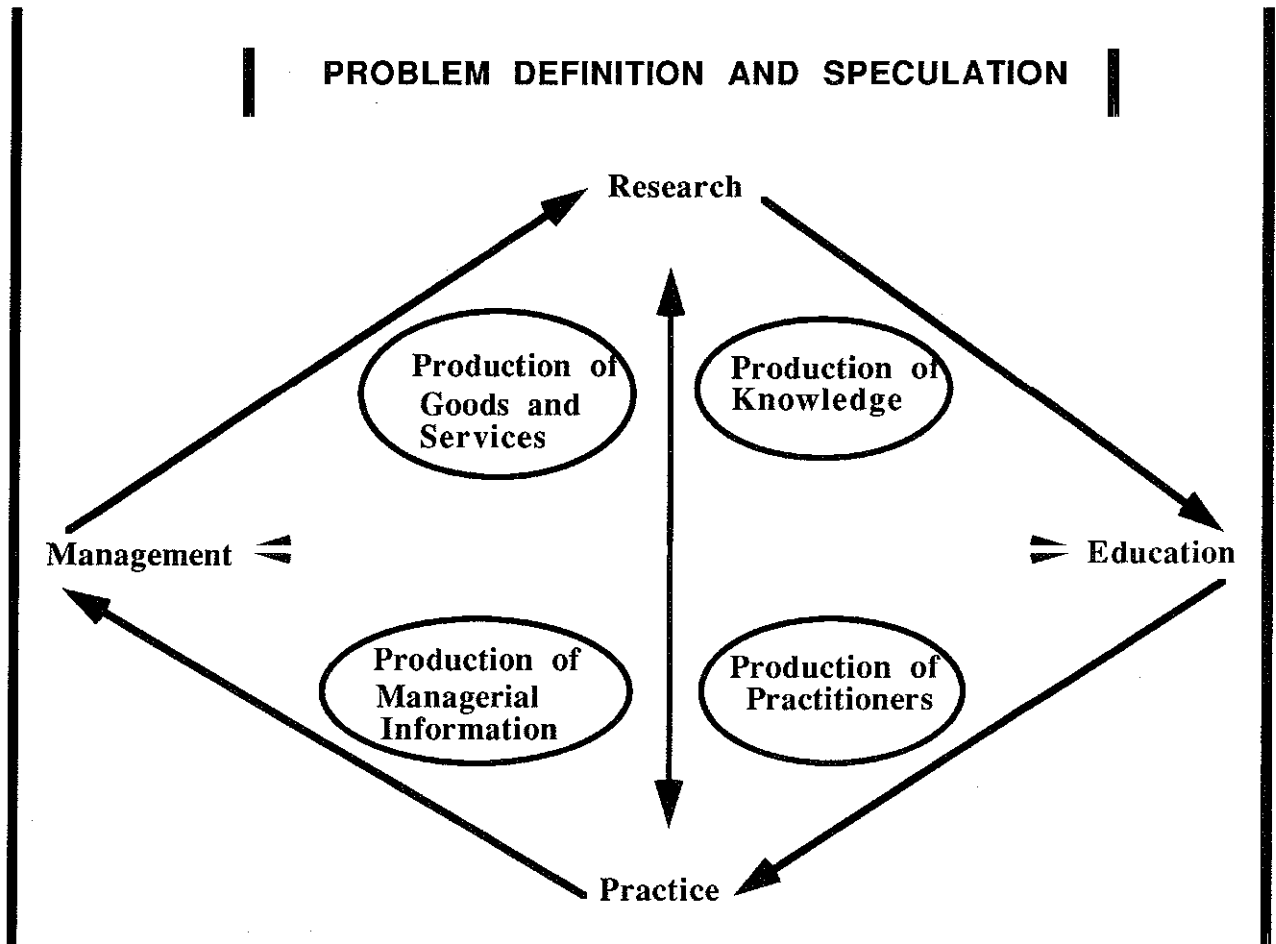 PROBLEM DEFINITION AND SPECULATION
Research
Production of
Goods and
Services
Production of
Knowledge
Management
Education
Production of
Managerial
Information
Production of
Practitioners
Practice